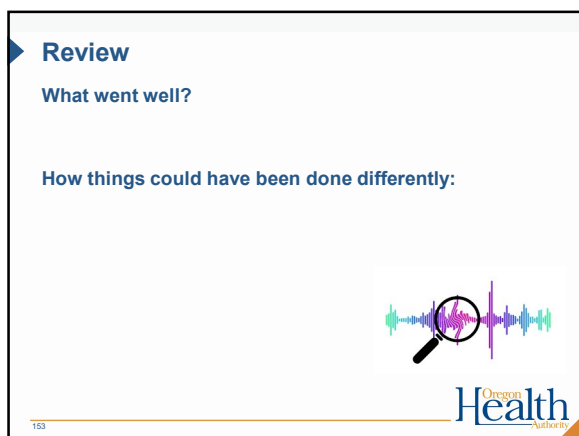 Review
What went well?
How things could have been done differently:
153
Oregon
Health
Authority